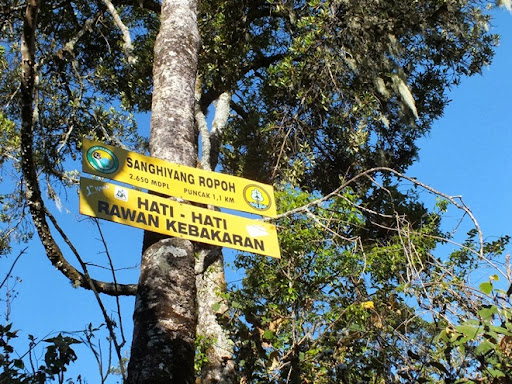 SANGHIYANG ROPOH
2.650 MDPL PUNCAK 1,1 KM
HATI - HATI
RAWAN KEBAKARAN